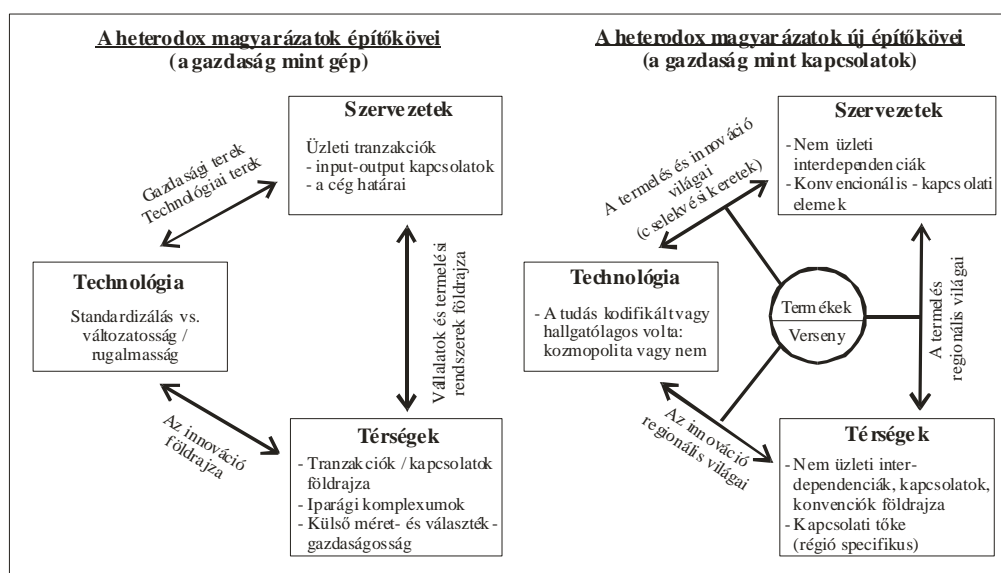 A heterodox magyarázatok építőkövei
(a gazdaság mint gép)
Szervezetek
Üzleti tranzakciók
- input-output kapcsolatok
- a cég határai
Gazdasági terek
Technológiai terek
Technológia
Standardizálás vs.
változatosság /
rugalmasság
Vállalatok és termelési
rendszerek földrajza
Az innováció
földrajza
Térségek
- Tranzakciók / kapcsolatok
földrajza
- Iparági komplexumok
- Külső méret- és választék-
gazdaságosság
A heterodox magyarázatok új építőkövei
(a gazdaság mint kapcsolatok)
Szervezetek
- Nem üzleti
interdependenciák
- Konvencionális - kapcsolati
elemek
A termelés és innováció
világai
(cselekvési keretek)
Technológia
- A tudás kodifikált vagy
hallgatólagos volta:
kozmopolita vagy nem
Termékek
Verseny
A termelés
regionális világai
Az innováció
regionális világai
Térségek
- Nem üzleti inter-
dependenciák, kapcsolatok,
konvenciók földrajza
- Kapcsolati tőke
(régió specifikus)